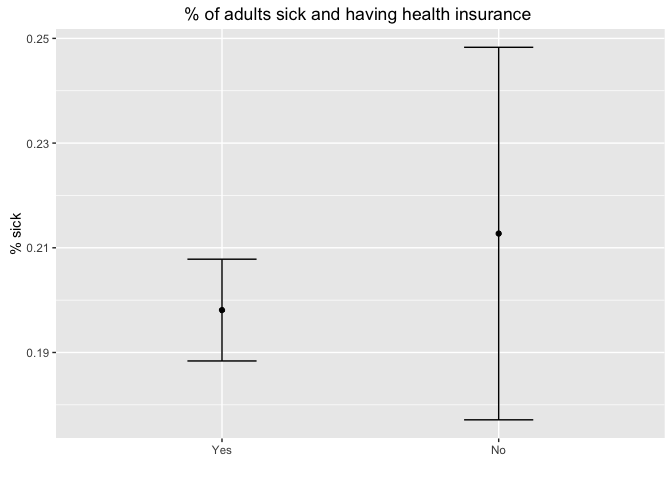 % of adults sick and having health insurance
% sick
0.25
0.23
0.21
0.19
Yes No